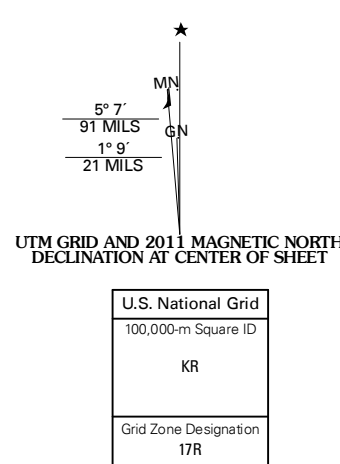 MN
5° 7´
91 MILS
GN
1° 9´
21 MILS
UTM GRID AND 2011 MAGNETIC NORTH
DECLINATION AT CENTER OF SHEET
U.S. National Grid
100,000-m Square ID
KR
Grid Zone Designation
17R